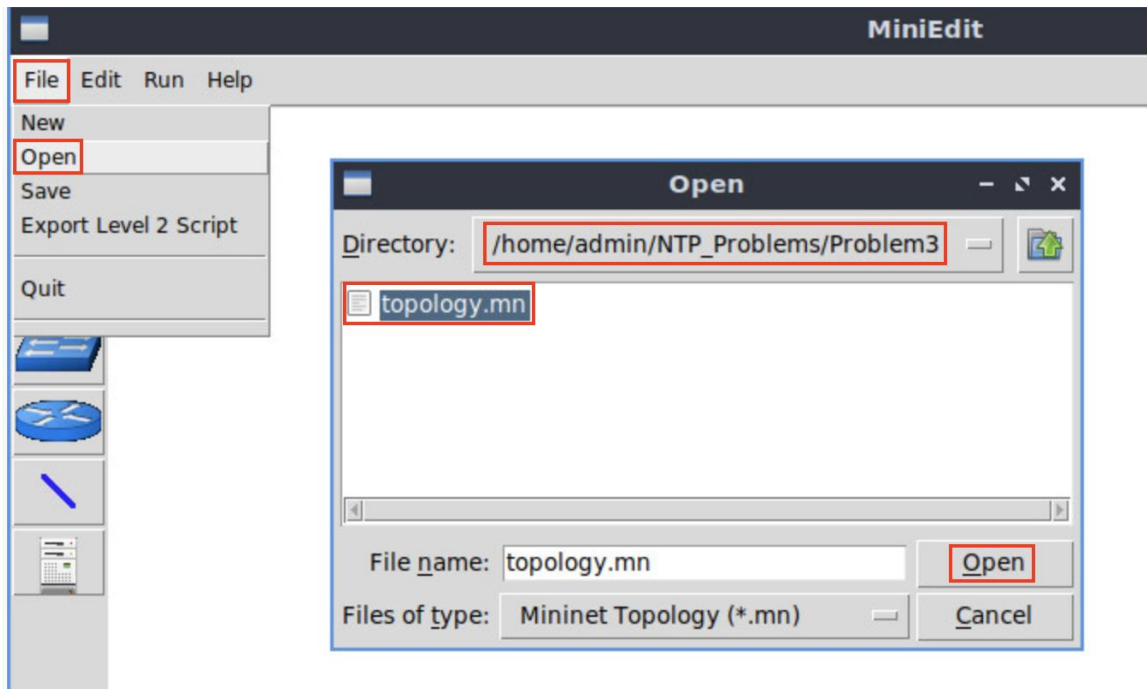 MiniEdit
File Edit Run Help
New
Open
Save
Export Level 2 Script
Quit
Open
Directory: /home/admin/NTP_Problems/Problem3
topology.mn
File name: topology.mn Open
Files of type: Mininet Topology (*.mn) Cancel